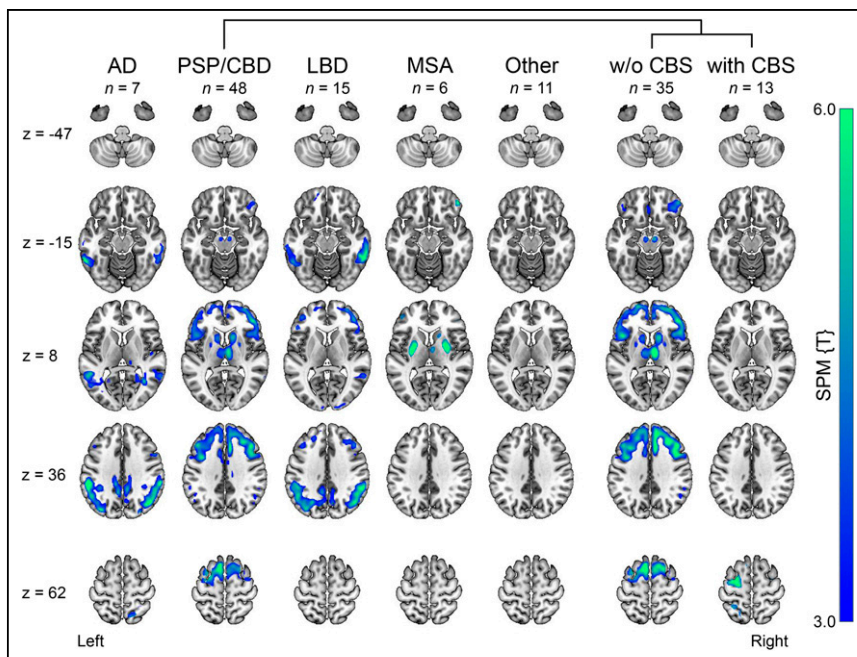 AD PSP/CBD LBD MSA Other w/o CBS with CBS
n = 7 n = 48 n = 15 n = 6 n = 11 n = 35 n = 13
6.0
z = -47
z = -15
z = 8
SPM {T}
z = 36
z = 62
3.0
Left Right